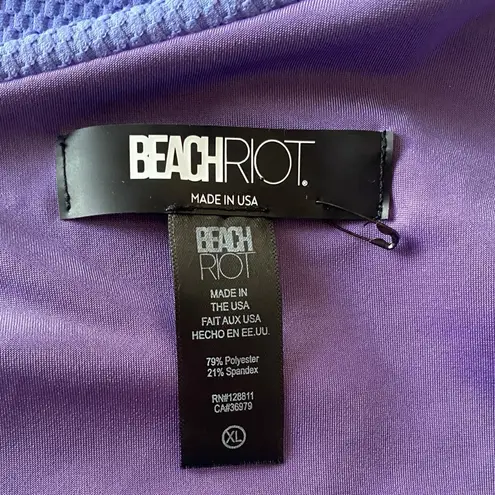 BEACHRIOT®
MADE IN USA
BEACH
RIOT
MADE IN
THE USA
FAIT AUX USA
HECHO EN EE.UU.
79% Polyester
21% Spandex
RN#128811
CA#36979
XL